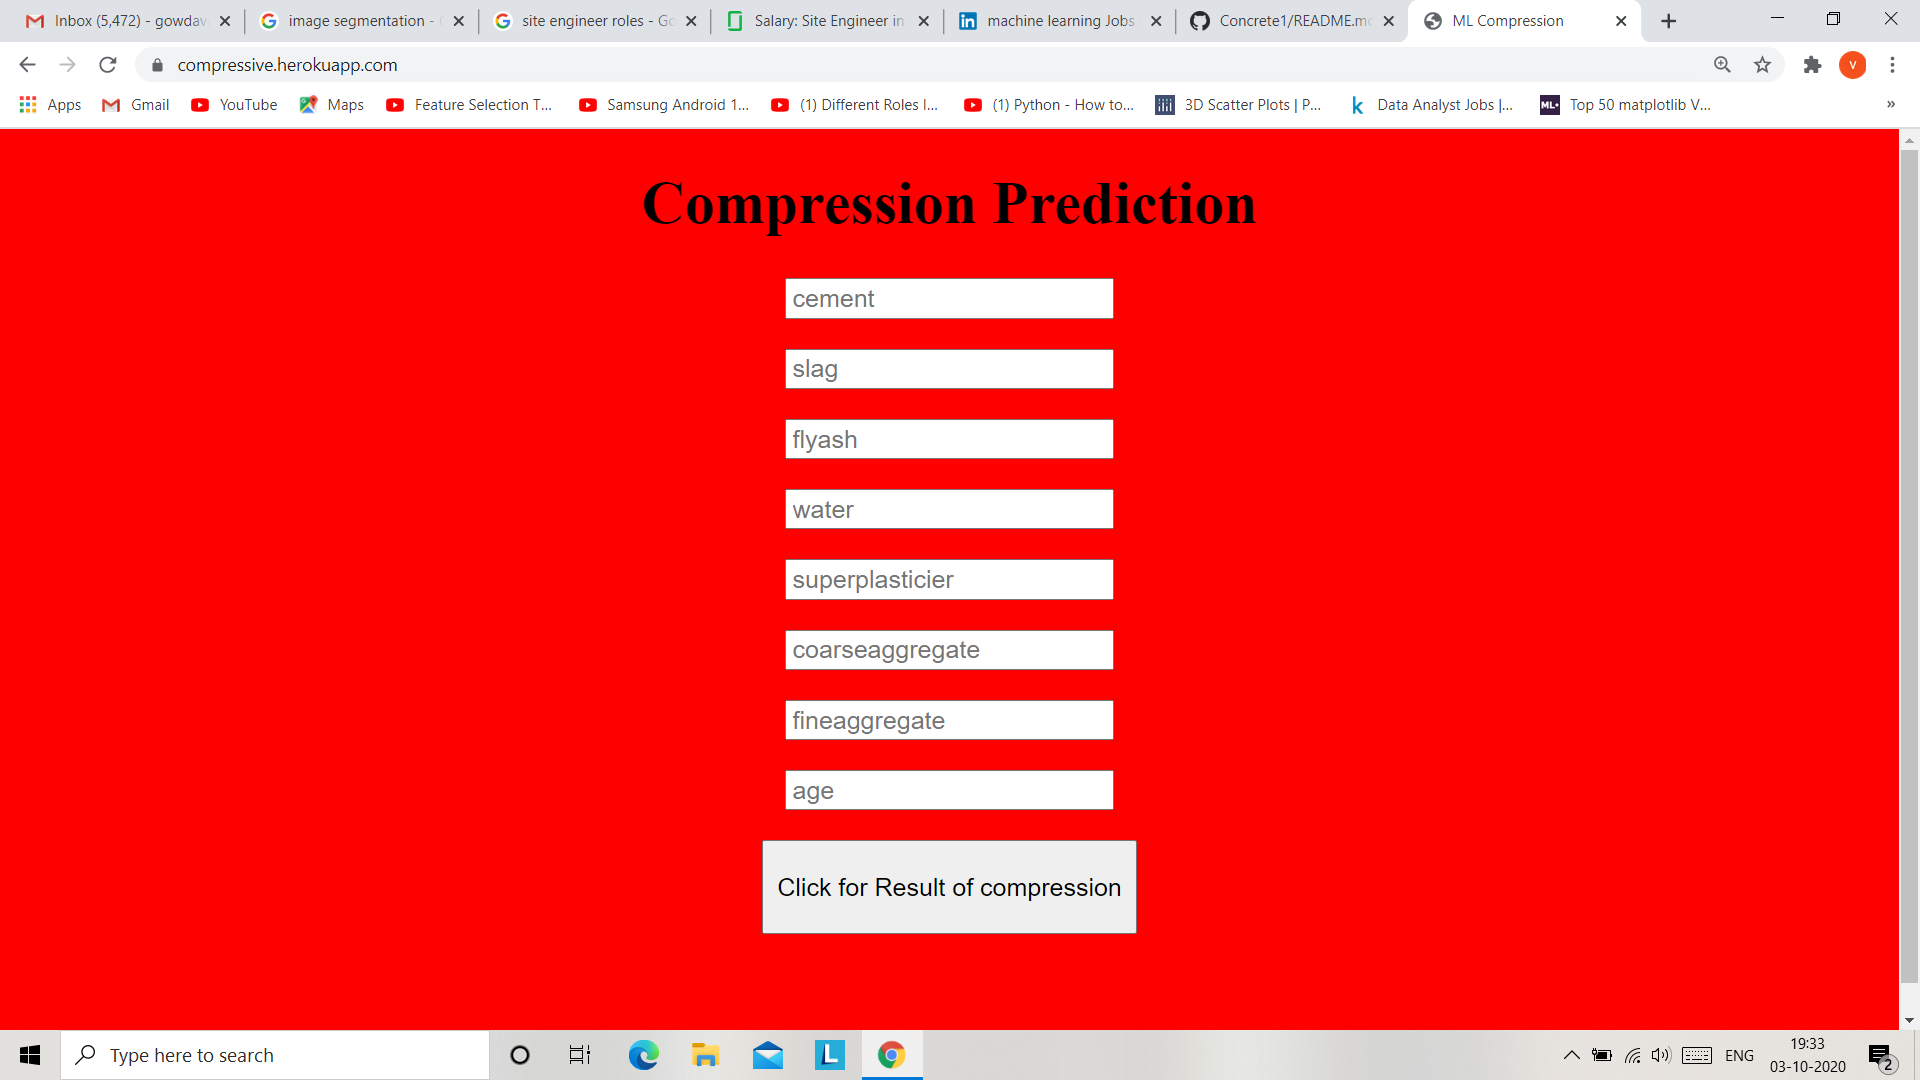 Inbox (5,472) - gowdav
image segmentation -
site engineer roles - Go
Salary: Site Engineer in
machine learning Jobs
Concrete1/README.mc
ML Compression
compressive.herokuapp.com
V
Apps
Gmail
YouTube
Maps
Feature Selection T...
Samsung Android 1...
(1) Different Roles I...
(1) Python - How to...
3D Scatter Plots | P...
Data Analyst Jobs |...
ML+
Top 50 matplotlib V...
»
Compression Prediction
cement
slag
flyash
water
superplasticier
coarseaggregate
fineaggregate
age
Click for Result of compression
Type here to search
L
ENG
19:33
03-10-2020
2